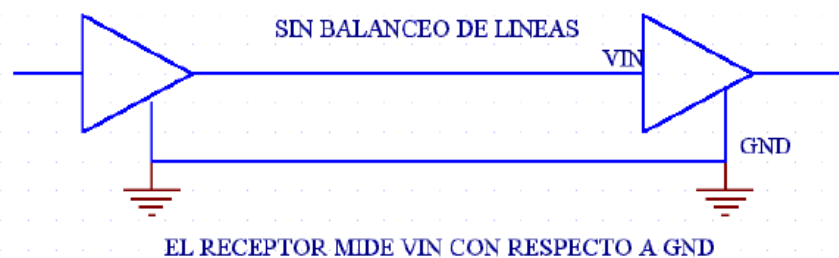 SIN BALANCEO DE LINEAS
VIN
GND
EL RECEPTOR MIDE VIN CON RESPECTO A GND